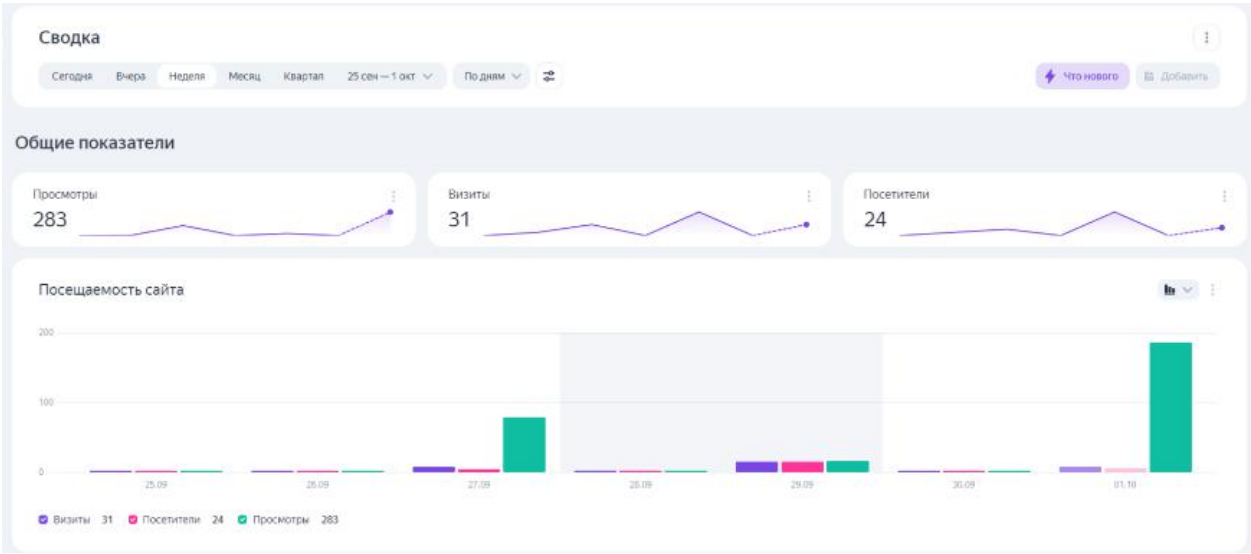 Сводка
Сегодня Вчера Неделя Месяц Квартал 25 сен — 1 окт По дням Что нового Добавить
Общие показатели
Просмотры
283
Визиты
31
Посетители
24
Посещаемость сайта
200
100
0
25.09 26.09 27.09 28.09 29.09 30.09 01.10
Визиты 31 Посетители 24 Просмотры 283